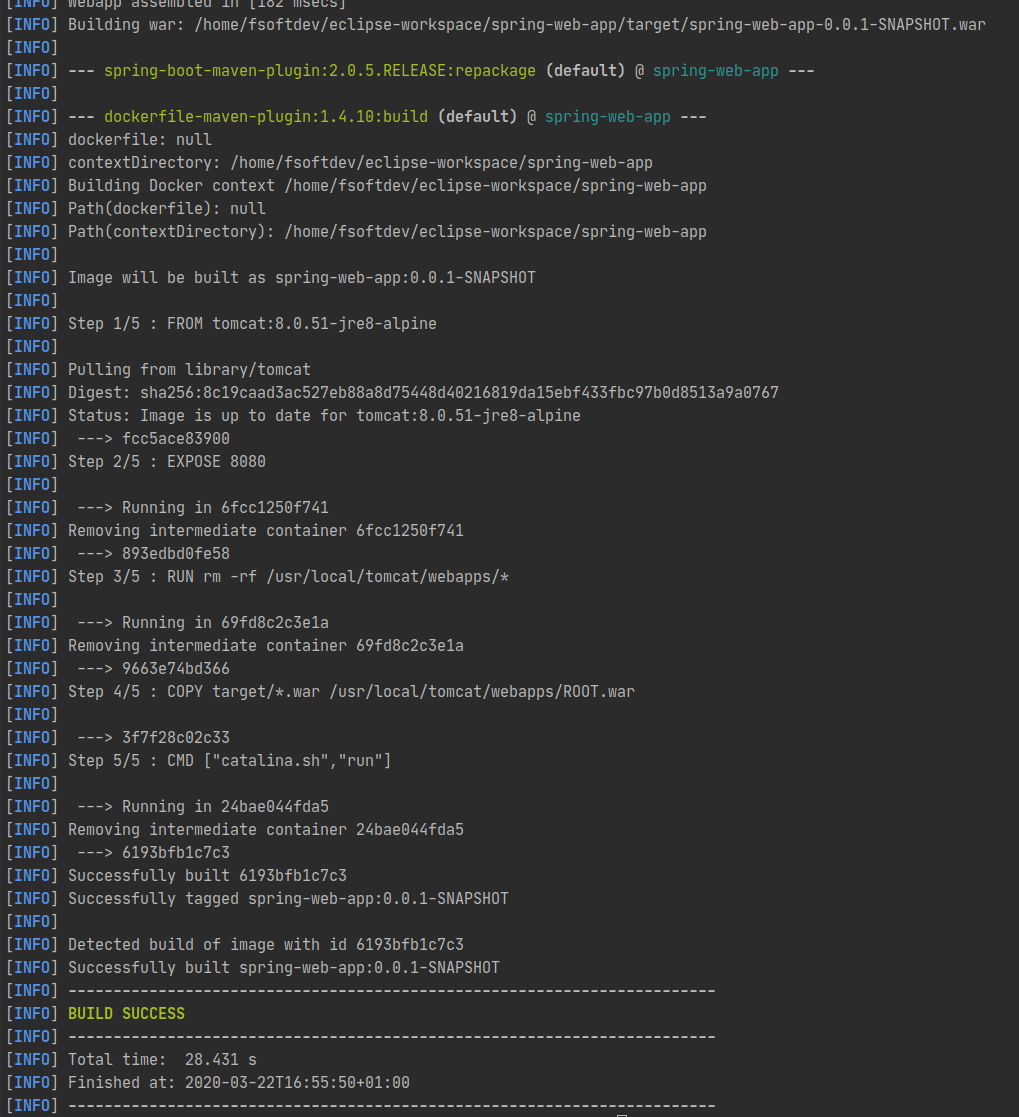 [INFO] Webapp assembled in [182 msecs]
[INFO] Building war: /home/fsoftdev/eclipse-workspace/spring-web-app/target/spring-web-app-0.0.1-SNAPSHOT.war
[INFO]
[INFO] --- spring-boot-maven-plugin:2.0.5.RELEASE:repackage (default) @ spring-web-app ---
[INFO]
[INFO] --- dockerfile-maven-plugin:1.4.10:build (default) @ spring-web-app ---
[INFO] dockerfile: null
[INFO] contextDirectory: /home/fsoftdev/eclipse-workspace/spring-web-app
[INFO] Building Docker context /home/fsoftdev/eclipse-workspace/spring-web-app
[INFO] Path(dockerfile): null
[INFO] Path(contextDirectory): /home/fsoftdev/eclipse-workspace/spring-web-app
[INFO]
[INFO] Image will be built as spring-web-app:0.0.1-SNAPSHOT
[INFO]
[INFO] Step 1/5 : FROM tomcat:8.0.51-jre8-alpine
[INFO]
[INFO] Pulling from library/tomcat
[INFO] Digest: sha256:8c19caad3ac527eb88a8d75448d40216819da15ebf433fbc97b0d8513a9a0767
[INFO] Status: Image is up to date for tomcat:8.0.51-jre8-alpine
[INFO]  ---> fcc5ace83900
[INFO] Step 2/5 : EXPOSE 8080
[INFO]
[INFO]  ---> Running in 6fcc1250f741
[INFO] Removing intermediate container 6fcc1250f741
[INFO]  ---> 893edbd0fe58
[INFO] Step 3/5 : RUN rm -rf /usr/local/tomcat/webapps/*
[INFO]
[INFO]  ---> Running in 69fd8c2c3e1a
[INFO] Removing intermediate container 69fd8c2c3e1a
[INFO]  ---> 9663e74bd366
[INFO] Step 4/5 : COPY target/*.war /usr/local/tomcat/webapps/ROOT.war
[INFO]
[INFO]  ---> 3f7f28c02c33
[INFO] Step 5/5 : CMD ["catalina.sh","run"]
[INFO]
[INFO]  ---> Running in 24bae044fda5
[INFO] Removing intermediate container 24bae044fda5
[INFO]  ---> 6193bfb1c7c3
[INFO] Successfully built 6193bfb1c7c3
[INFO] Successfully tagged spring-web-app:0.0.1-SNAPSHOT
[INFO]
[INFO] Detected build of image with id 6193bfb1c7c3
[INFO] Successfully built spring-web-app:0.0.1-SNAPSHOT
[INFO] ------------------------------------------------------------------------
[INFO] BUILD SUCCESS
[INFO] ------------------------------------------------------------------------
[INFO] Total time:  28.431 s
[INFO] Finished at: 2020-03-22T16:55:50+01:00
[INFO] ------------------------------------------------------------------------